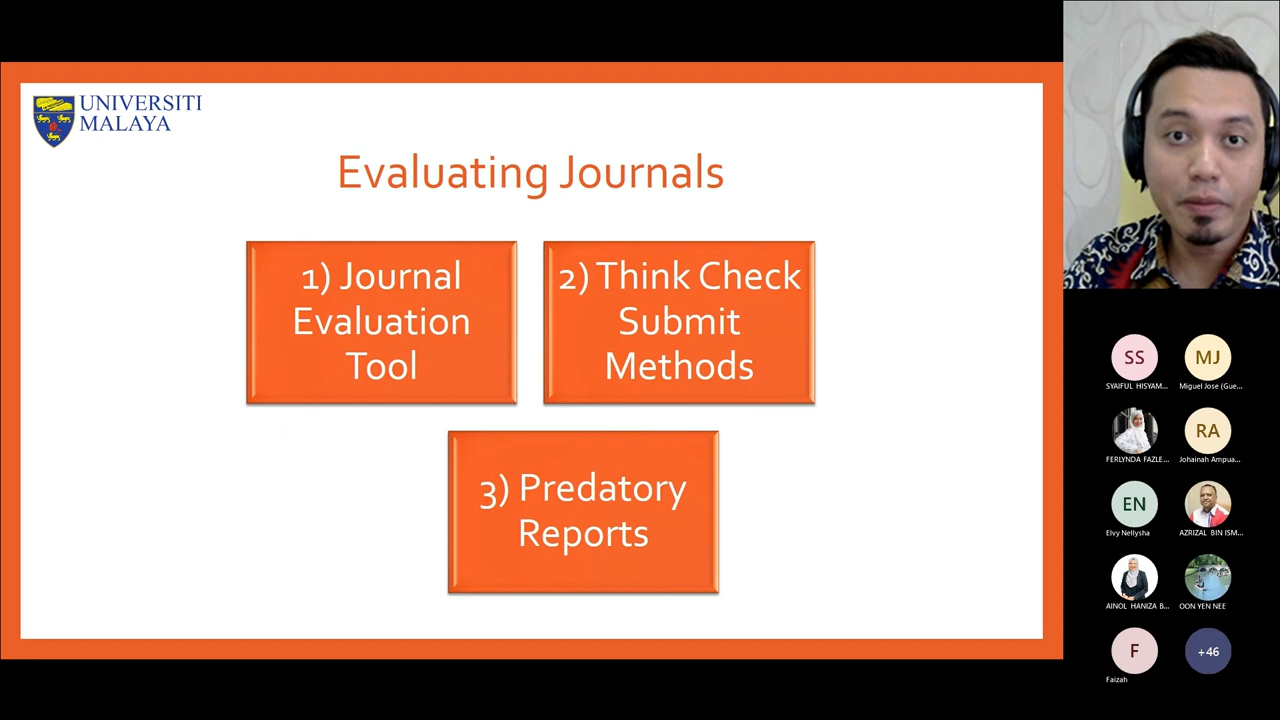 UNIVERSITI
MALAYA
Evaluating Journals
1) Journal
Evaluation
Tool
2) Think Check
Submit
Methods
3) Predatory
Reports
SS
MJ
SYAIFUL HISYAM...
Miguel Jose (Gue...
RA
FERLYNDA FAZLE...
Johainah Ampua...
EN
Elvy Nellysha
AZRIZAL BIN ISM...
AINOL HANIZA B...
OON YEN NEE
F
+46
Faizah